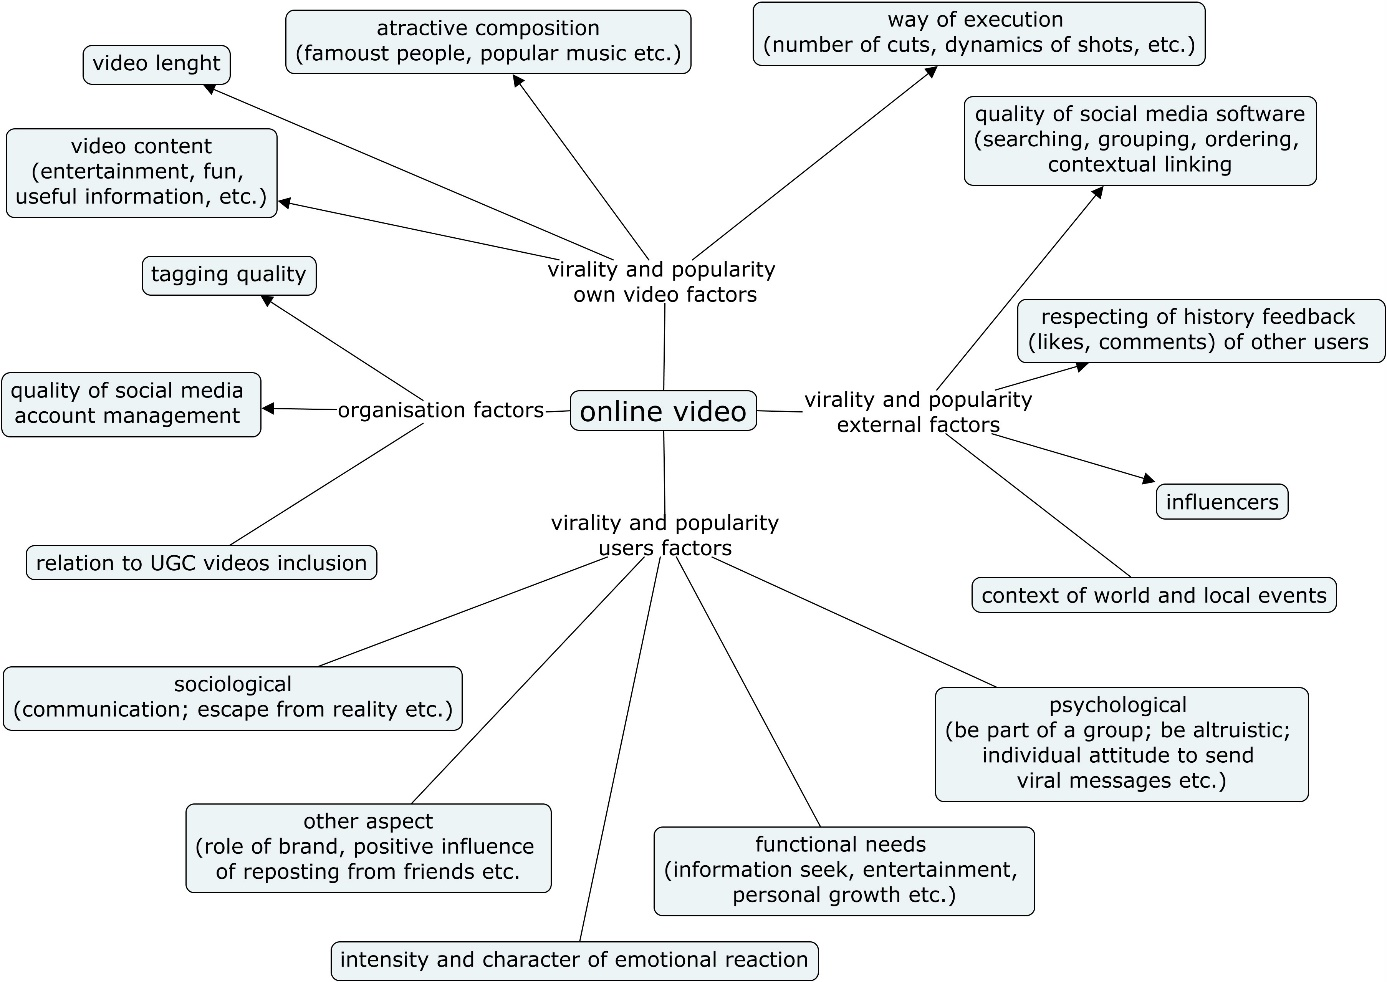 atractive composition
(famoust people, popular music etc.)
way of execution
(number of cuts, dynamics of shots, etc.)
video lenght
quality of social media software
(searching, grouping, ordering,
contextual linking
video content
(entertainment, fun,
useful information, etc.)
tagging quality
virality and popularity
own video factors
respecting of history feedback
(likes, comments) of other users
quality of social media
account management
organisation factors
online video
virality and popularity
external factors
influencers
virality and popularity
users factors
relation to UGC videos inclusion
context of world and local events
sociological
(communication; escape from reality etc.)
psychological
(be part of a group; be altruistic;
individual attitude to send
viral messages etc.)
other aspect
(role of brand, positive influence
of reposting from friends etc.
functional needs
(information seek, entertainment,
personal growth etc.)
intensity and character of emotional reaction